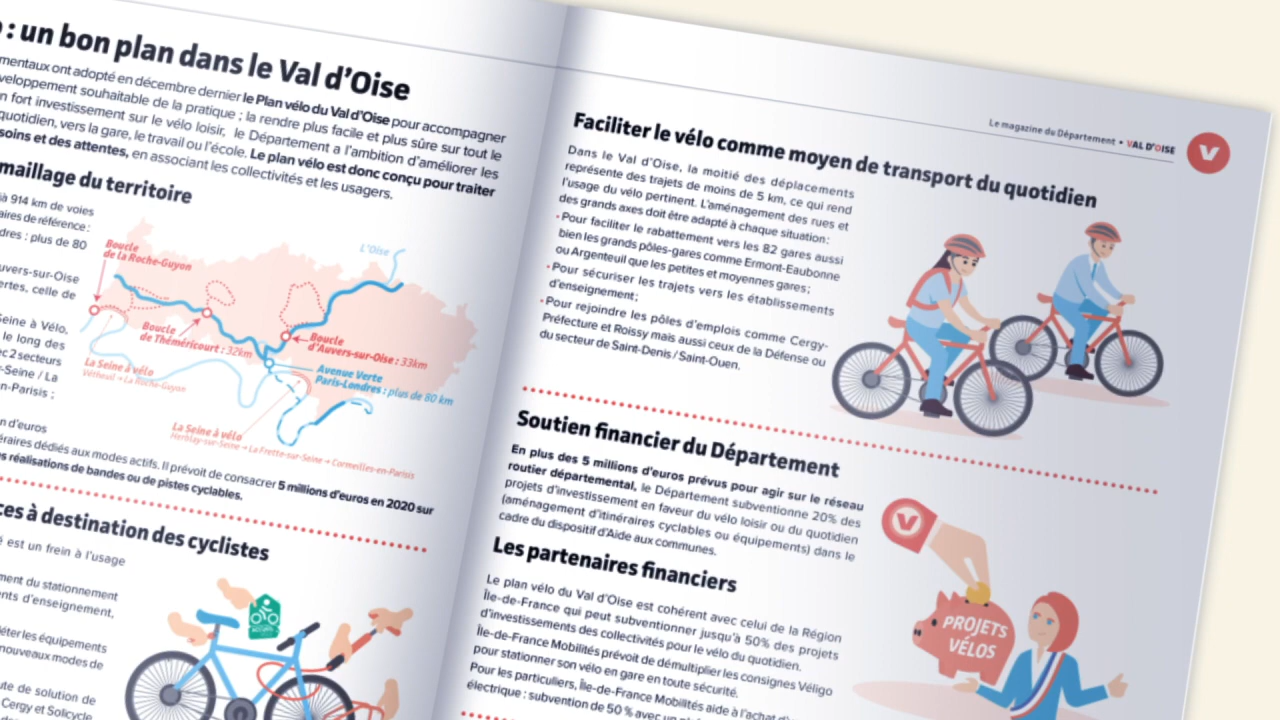 : un bon plan dans le Val d'Oise
mentaux ont adopté en décembre dernier le Plan vélo du Val d'Oise pour accompagner
veloppement souhaitable de la pratique ; la rendre plus facile et plus sûre sur tout le
n fort investissement sur le vélo loisir, le Département a l'ambition d'améliorer les
quotidien, vers la gare, le travail ou l'école. Le plan vélo est donc conçu pour traiter
soins et des attentes, en associant les collectivités et les usagers.
maillage du territoire
à 914 km de voies
aires de référence :
dres : plus de 80
uvers-sur-Oise
ertes, celle de
Seine à Vélo,
le long des
ec 2 secteurs
-Seine / La
n-Parisis ;
L'Oise
Boucle
de la Roche-Guyon
Boucle
de Théméricourt : 32km
Boucle
d'Auvers-sur-Oise : 33km
Avenue Verte
Paris-Londres : plus de 80 km
La Seine à vélo
Vétheuil → La Roche-Guyon
La Seine à vélo
Herblay-sur-Seine → La Frette-sur-Seine → Cormeilles-en-Parisis
n d'euros
éraires dédiés aux modes actifs. Il prévoit de consacrer 5 millions d'euros en 2020 sur
s réalisations de bandes ou de pistes cyclables.
ces à destination des cyclistes
é est un frein à l'usage
ment du stationnement
nts d'enseignement,
léter les équipements
nouveaux modes de
ute de solution de
Cergy et Solicycle
Le magazine du Département • VAL D'OISE
V
Faciliter le vélo comme moyen de transport du quotidien
Dans le Val d'Oise, la moitié des déplacements
représente des trajets de moins de 5 km, ce qui rend
l'usage du vélo pertinent. L'aménagement des rues et
des grands axes doit être adapté à chaque situation:
• Pour faciliter le rabattement vers les 82 gares aussi
bien les grands pôles-gares comme Ermont-Eaubonne
ou Argenteuil que les petites et moyennes gares ;
• Pour sécuriser les trajets vers les établissements
d'enseignement ;
• Pour rejoindre les pôles d'emplois comme Cergy-
Préfecture et Roissy mais aussi ceux de la Défense ou
du secteur de Saint-Denis / Saint-Ouen.
Soutien financier du Département
En plus des 5 millions d'euros prévus pour agir sur le réseau
routier départemental, le Département subventionne 20% des
projets d'investissement en faveur du vélo loisir ou du quotidien
(aménagement d'itinéraires cyclables ou équipements) dans le
cadre du dispositif d'Aide aux communes.
Les partenaires financiers
Le plan vélo du Val d'Oise est cohérent avec celui de la Région
Île-de-France qui peut subventionner jusqu'à 50% des projets
d'investissements des collectivités pour le vélo du quotidien.
Île-de-France Mobilités prévoit de démultiplier les consignes Véligo
pour stationner son vélo en gare en toute sécurité.
Pour les particuliers, Île-de-France Mobilités aide à l'achat d'
électrique : subvention de 50 % avec un
V
PROJETS
VÉLOS